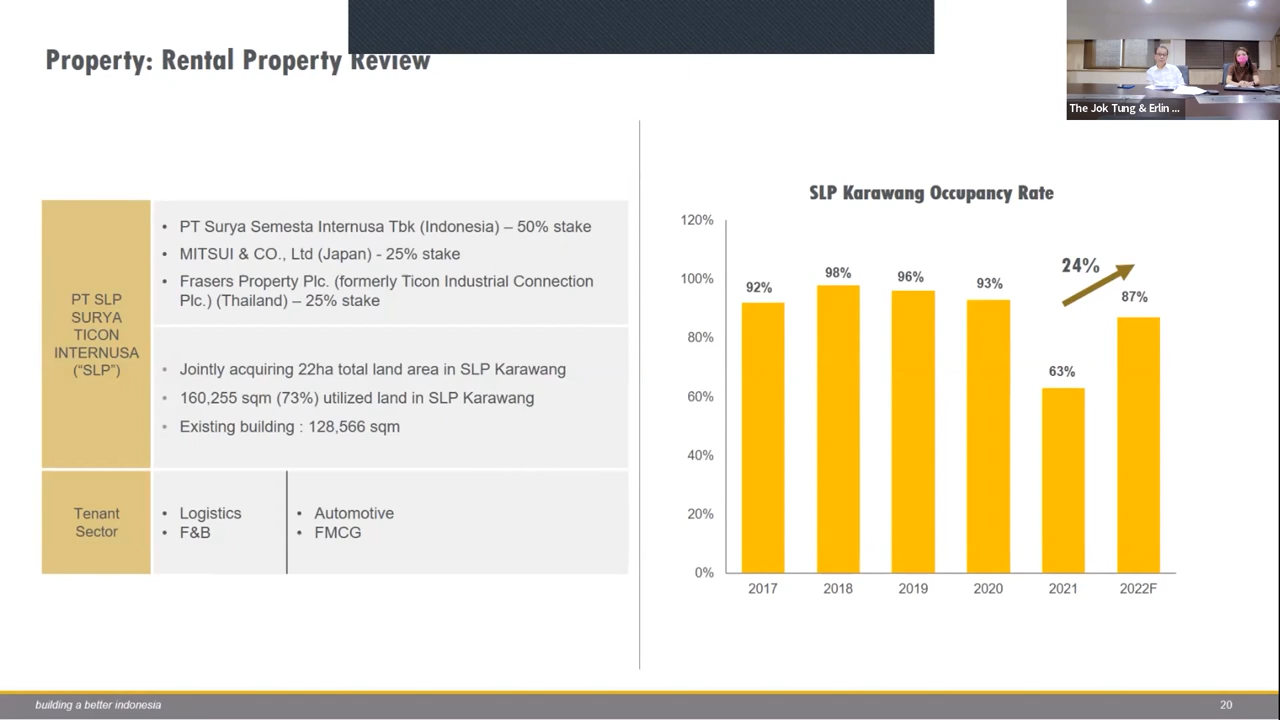 Property: Rental Property Review
The Jok Tung & Erlin ...
PT SLP
SURYA
TICON
INTERNUSA
(“SLP”)
• PT Surya Semesta Internusa Tbk (Indonesia) – 50% stake
• MITSUI & CO., Ltd (Japan) - 25% stake
• Frasers Property Plc. (formerly Ticon Industrial Connection
Plc.) (Thailand) – 25% stake
• Jointly acquiring 22ha total land area in SLP Karawang
• 160,255 sqm (73%) utilized land in SLP Karawang
• Existing building : 128,566 sqm
Tenant
Sector
• Logistics
• F&B
• Automotive
• FMCG
SLP Karawang Occupancy Rate
120%
100%
80%
60%
40%
20%
0%
92%
98%
96%
93%
63%
87%
24%
2017
2018
2019
2020
2021
2022F
building a better indonesia
20